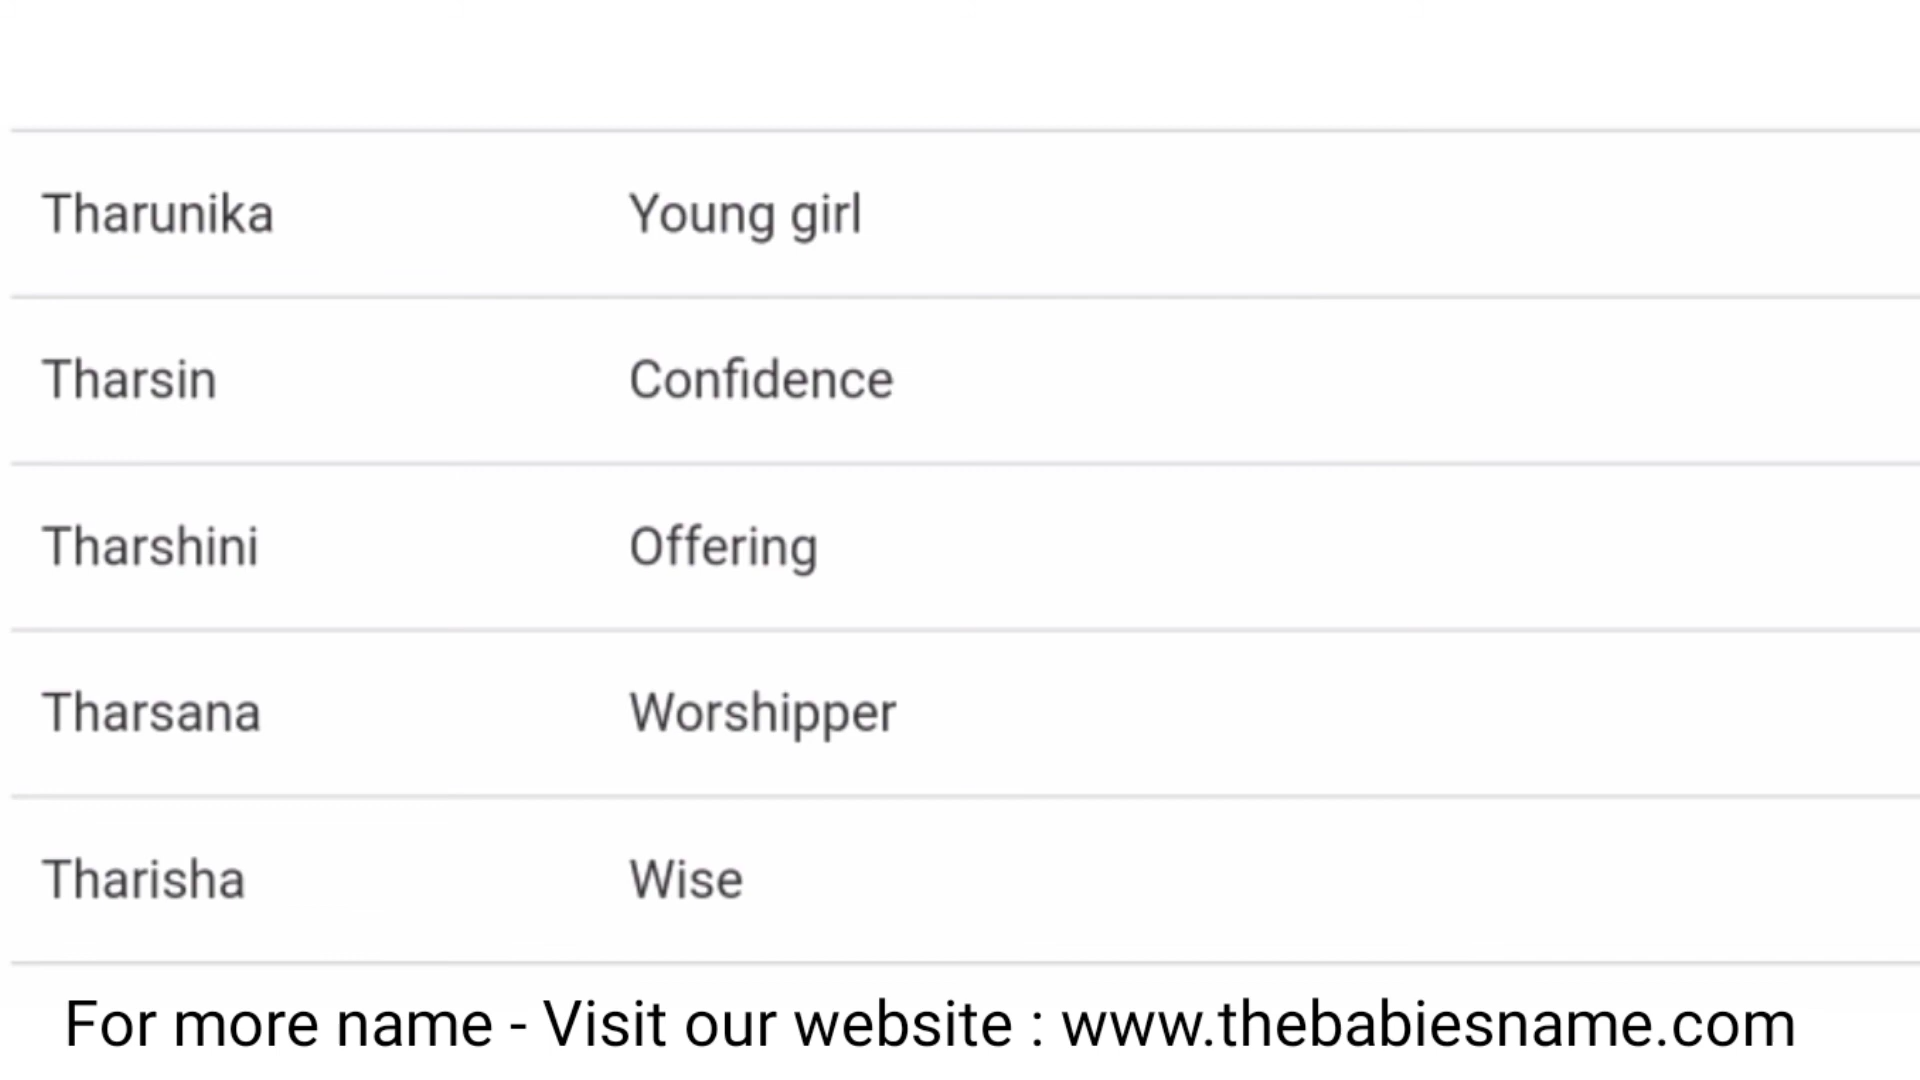 Tharunika Young girl
Tharsin Confidence
Tharshini Offering
Tharsana Worshipper
Tharisha Wise
For more name - Visit our website : www.thebabiesname.com